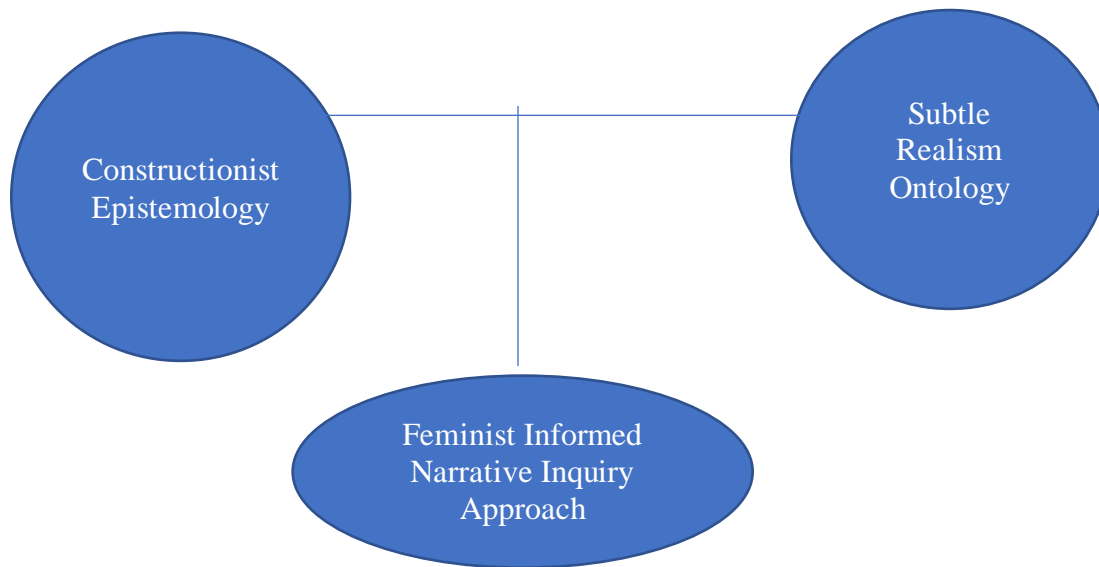 Constructionist
Epistemology
Subtle
Realism
Ontology
Feminist Informed
Narrative Inquiry
Approach